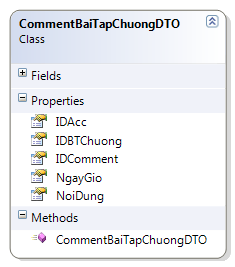 CommentBaiTapChuongDTO
Class
Fields
Properties
IDAcc
IDBTChuong
IDComment
NgayGio
NoiDung
Methods
CommentBaiTapChuongDTO